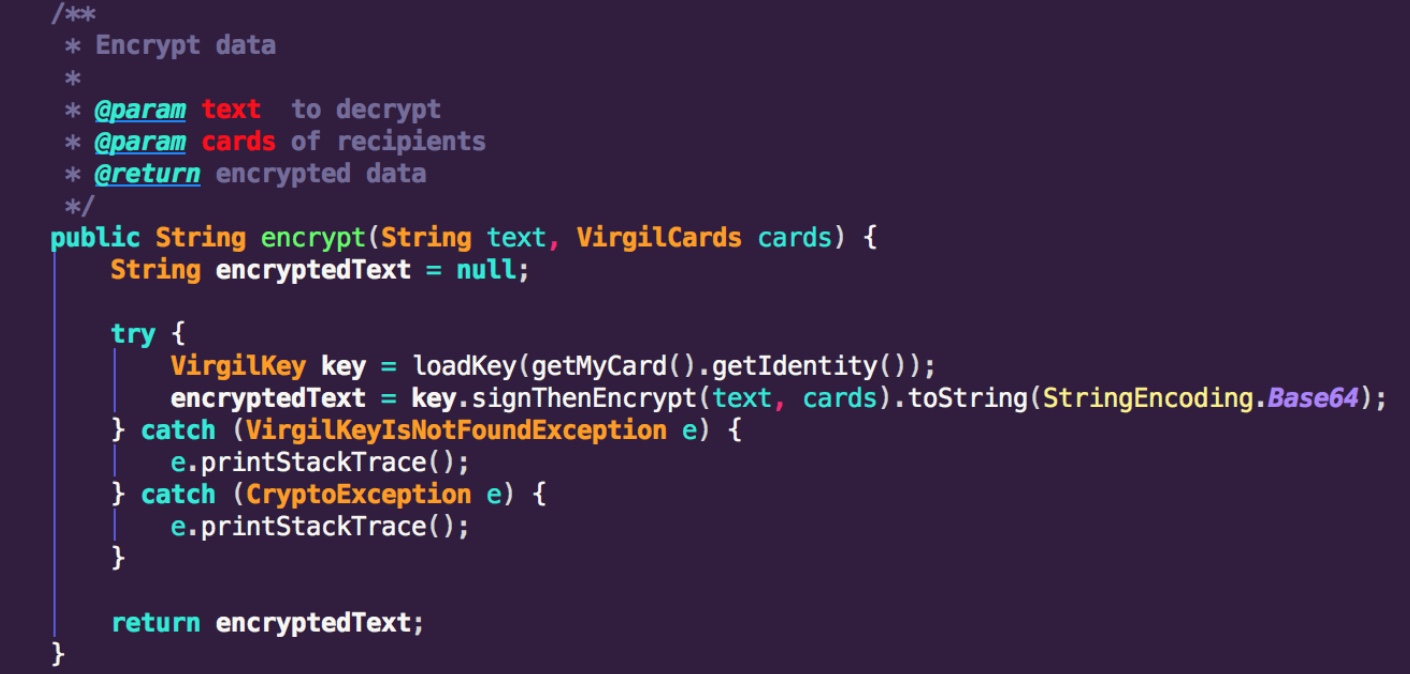 /**
 * Encrypt data
 *
 * @param text  to decrypt
 * @param cards of recipients
 * @return encrypted data
 */
public String encrypt(String text, VirgilCards cards) {
    String encryptedText = null;

    try {
        VirgilKey key = loadKey(getMyCard().getIdentity());
        encryptedText = key.signThenEncrypt(text, cards).toString(StringEncoding.Base64);
    } catch (VirgilKeyIsNotFoundException e) {
        e.printStackTrace();
    } catch (CryptoException e) {
        e.printStackTrace();
    }

    return encryptedText;
}